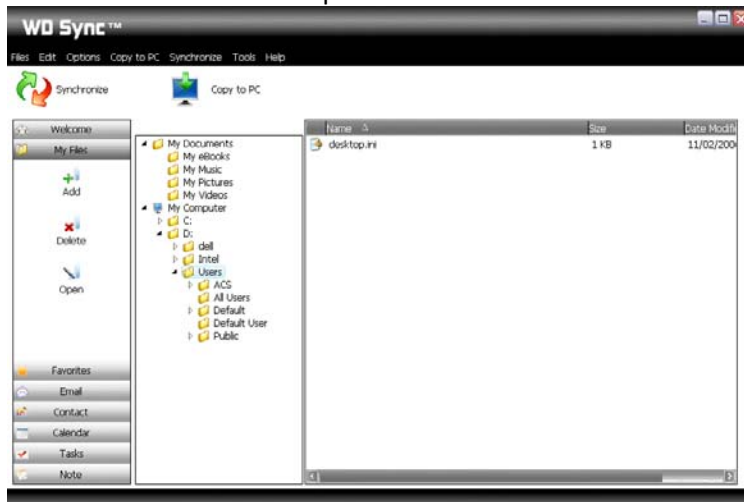 WD Sync™
Files Edit Options Copy to PC Synchronize Tools Help
Synchronize Copy to PC
Welcome
My Files
Add
Delete
Open
Favorites
Email
Contact
Calendar
Tasks
Note
My Documents
My eBooks
My Music
My Pictures
My Videos
My Computer
C:
D:
dell
Intel
Users
ACS
All Users
Default
Default User
Public
Name Size Date Modifi
desktop.ini 1 KB 11/02/200